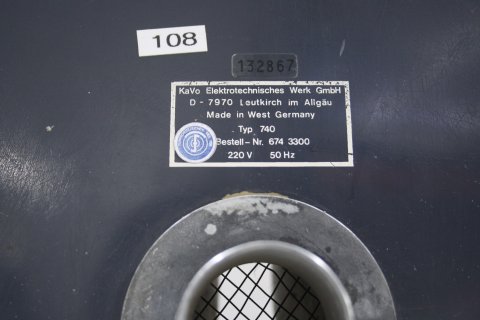 108
132867
KaVo Elektrotechnisches Werk GmbH
D - 7970 Leutkirch im Allgäu
Made in West Germany
Typ 740
Bestell - Nr. 674 3300
220 V 50 Hz